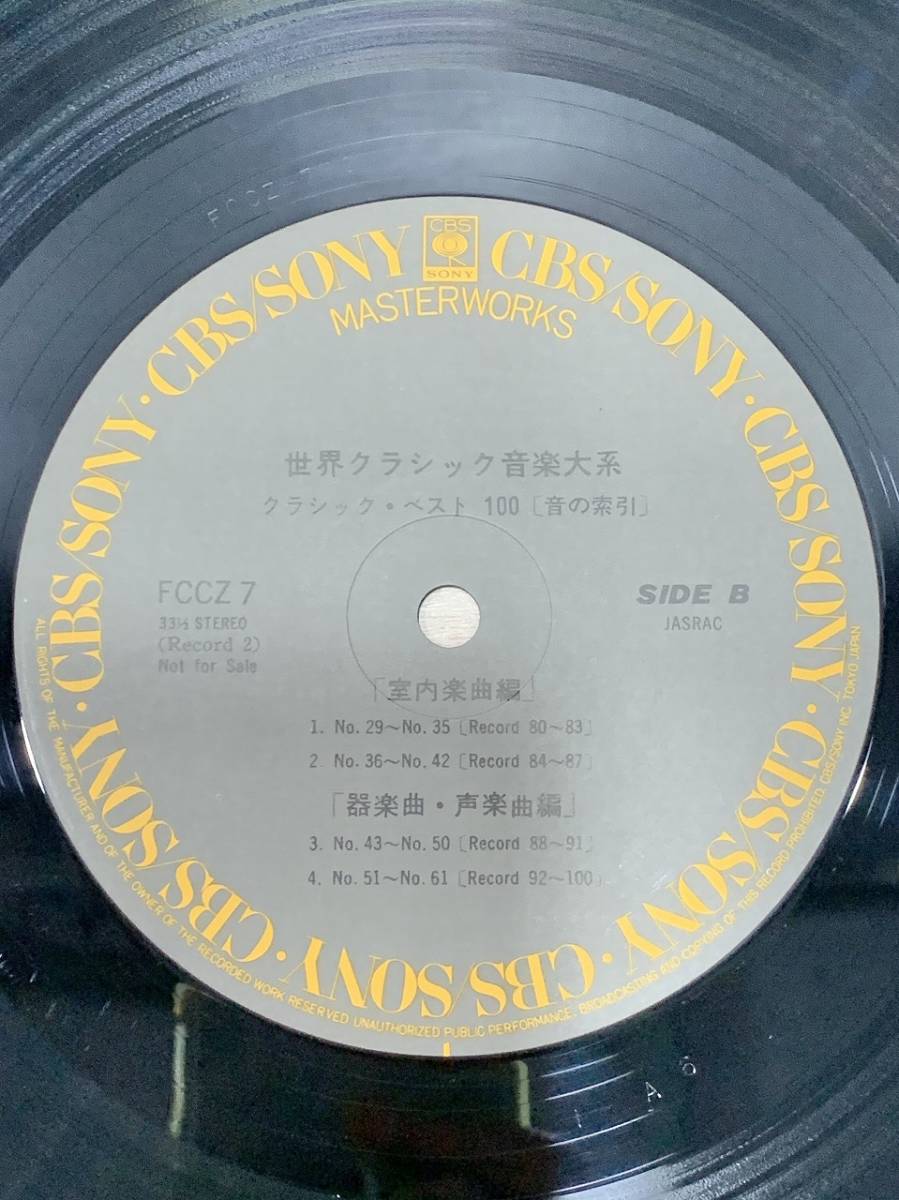 FCCZ 7
CBS
SONY
CBS/SONY · CBS/SONY · CBS/SONY · CBS/SONY · CBS/SONY · CBS/SONY · CBS/SONY · CBS/SONY
MASTERWORKS
世界クラシック音楽大系
クラシック・ベスト 100〔音の索引〕
FCCZ 7
33⅓ STEREO
(Record 2)
Not for Sale
SIDE B
JASRAC
「室内楽曲編」
1. No. 29~No. 35〔Record 80~83〕
2. No. 36~No. 42〔Record 84~87〕
「器楽曲・声楽曲編」
3. No. 43~No. 50〔Record 88~91〕
4. No. 51~No. 61〔Record 92~100〕
ALL RIGHTS OF THE MANUFACTURER AND OF THE OWNER OF THE RECORDED WORK RESERVED. UNAUTHORIZED PUBLIC PERFORMANCE, BROADCASTING AND COPYING OF THIS RECORD PROHIBITED. CBS/SONY INC. TOKYO JAPAN